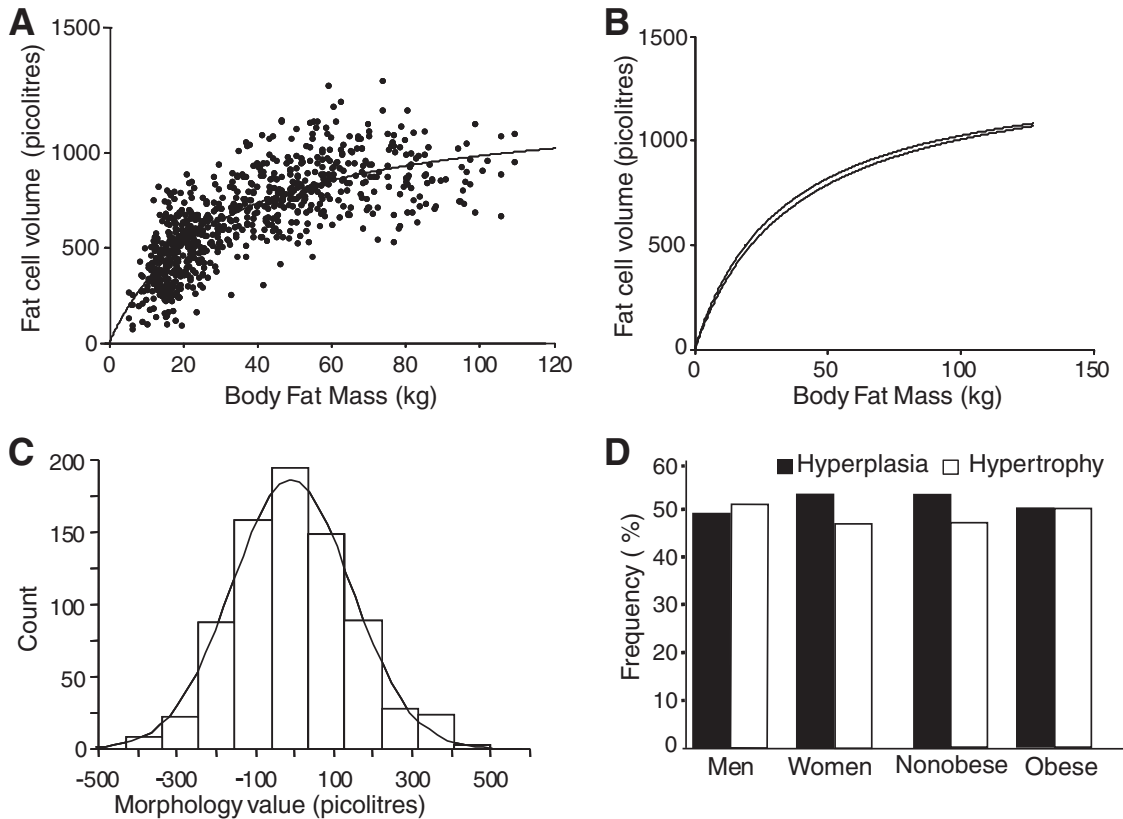 A
1500
1000
500
0
Fat cell volume (picolitres)
0 20 40 60 80 100 120
Body Fat Mass (kg)
B
1500
1000
500
0
Fat cell volume (picolitres)
0 50 100 150
Body Fat Mass (kg)
C
200
150
100
50
0
Count
-500 -300 -100 100 300 500
Morphology value (picolitres)
D
Hyperplasia Hypertrophy
60
50
40
30
20
10
0
Frequency ( %)
Men Women Nonobese Obese